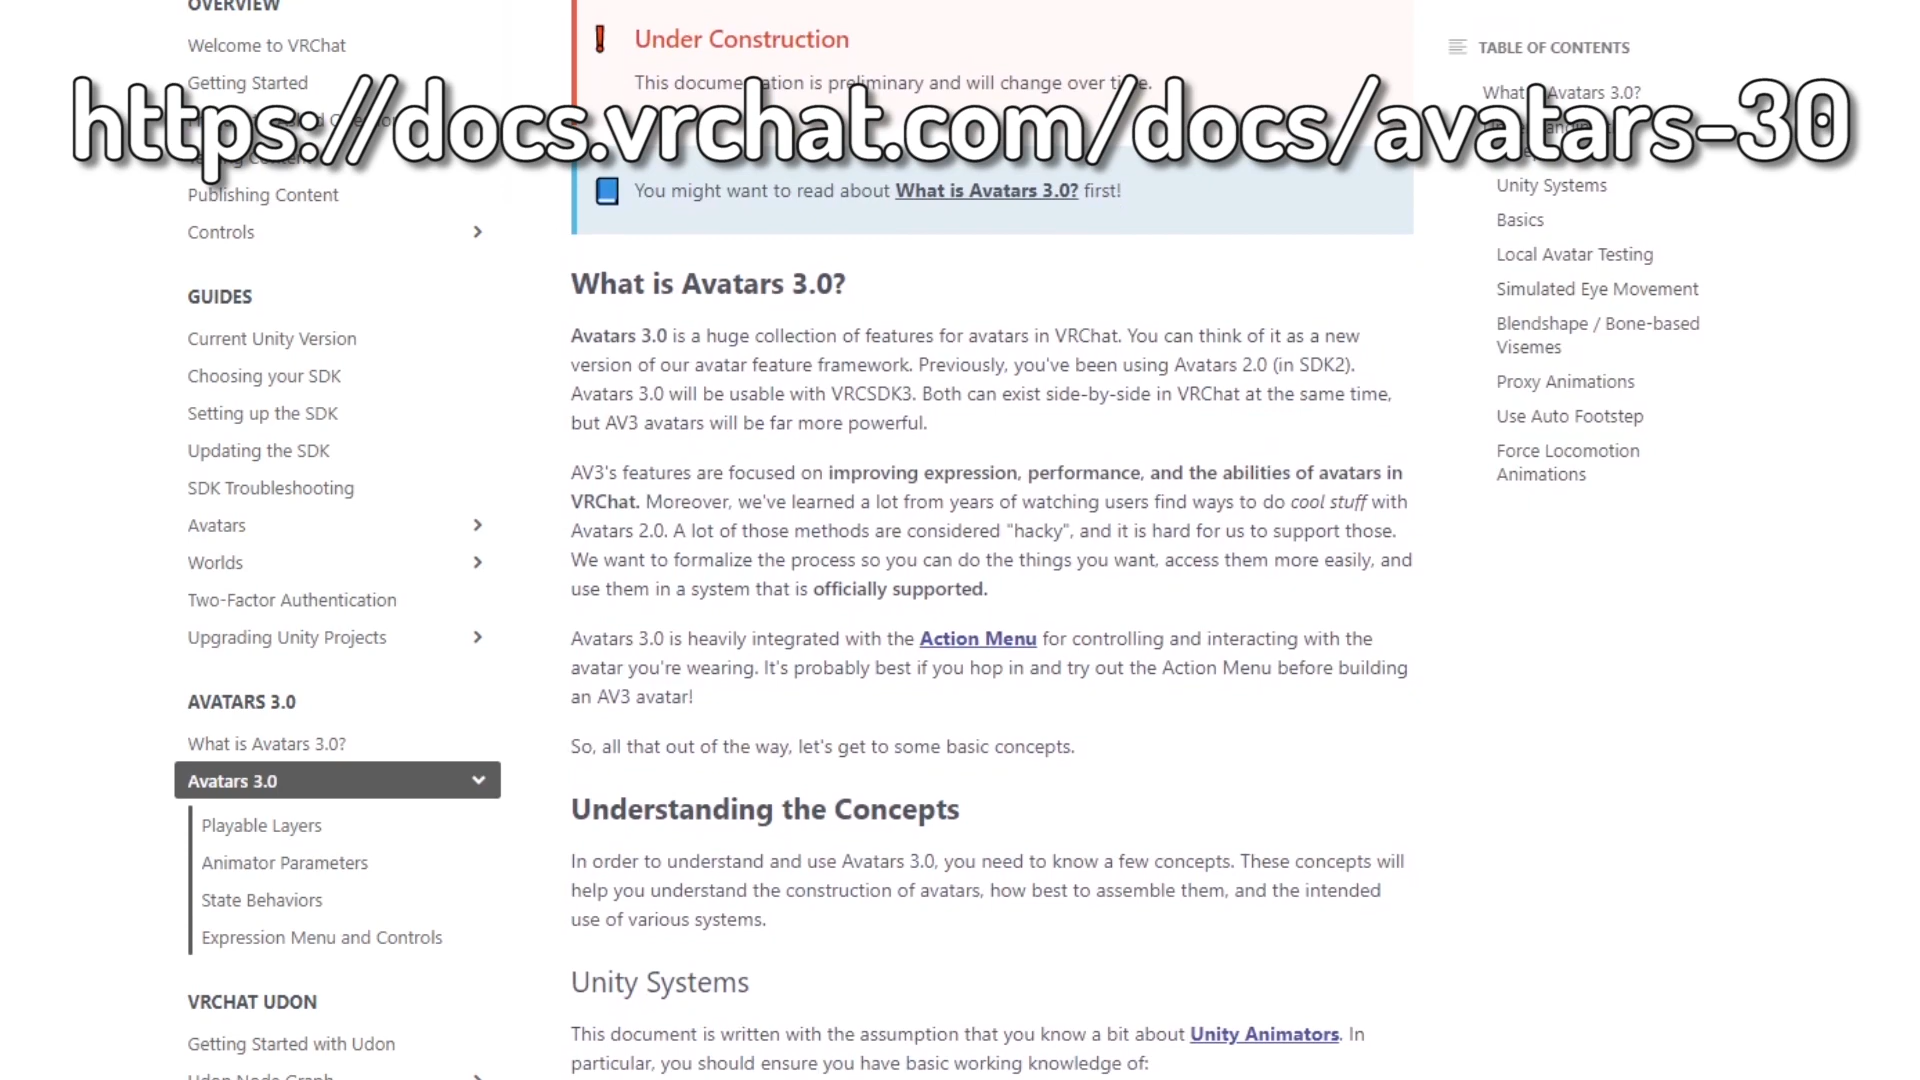 OVERVIEW
Welcome to VRChat
Getting Started
https://docs.vrchat.com/docs/avatars-30
Publishing Content
Controls
GUIDES
Current Unity Version
Choosing your SDK
Setting up the SDK
Updating the SDK
SDK Troubleshooting
Avatars
Worlds
Two-Factor Authentication
Upgrading Unity Projects
AVATARS 3.0
What is Avatars 3.0?
Avatars 3.0
Playable Layers
Animator Parameters
State Behaviors
Expression Menu and Controls
VRCHAT UDON
Getting Started with Udon
Udon Node Graph
Under Construction
This documentation is preliminary and will change over time.
You might want to read about What is Avatars 3.0? first!
What is Avatars 3.0?
Avatars 3.0 is a huge collection of features for avatars in VRChat. You can think of it as a new
version of our avatar feature framework. Previously, you've been using Avatars 2.0 (in SDK2).
Avatars 3.0 will be usable with VRCSDK3. Both can exist side-by-side in VRChat at the same time,
but AV3 avatars will be far more powerful.
AV3's features are focused on improving expression, performance, and the abilities of avatars in
VRChat. Moreover, we've learned a lot from years of watching users find ways to do cool stuff with
Avatars 2.0. A lot of those methods are considered "hacky", and it is hard for us to support those.
We want to formalize the process so you can do the things you want, access them more easily, and
use them in a system that is officially supported.
Avatars 3.0 is heavily integrated with the Action Menu for controlling and interacting with the
avatar you're wearing. It's probably best if you hop in and try out the Action Menu before building
an AV3 avatar!
So, all that out of the way, let's get to some basic concepts.
Understanding the Concepts
In order to understand and use Avatars 3.0, you need to know a few concepts. These concepts will
help you understand the construction of avatars, how best to assemble them, and the intended
use of various systems.
Unity Systems
This document is written with the assumption that you know a bit about Unity Animators. In
particular, you should ensure you have basic working knowledge of:
TABLE OF CONTENTS
What is Avatars 3.0?
Unity Systems
Basics
Local Avatar Testing
Simulated Eye Movement
Blendshape / Bone-based
Visemes
Proxy Animations
Use Auto Footstep
Force Locomotion
Animations